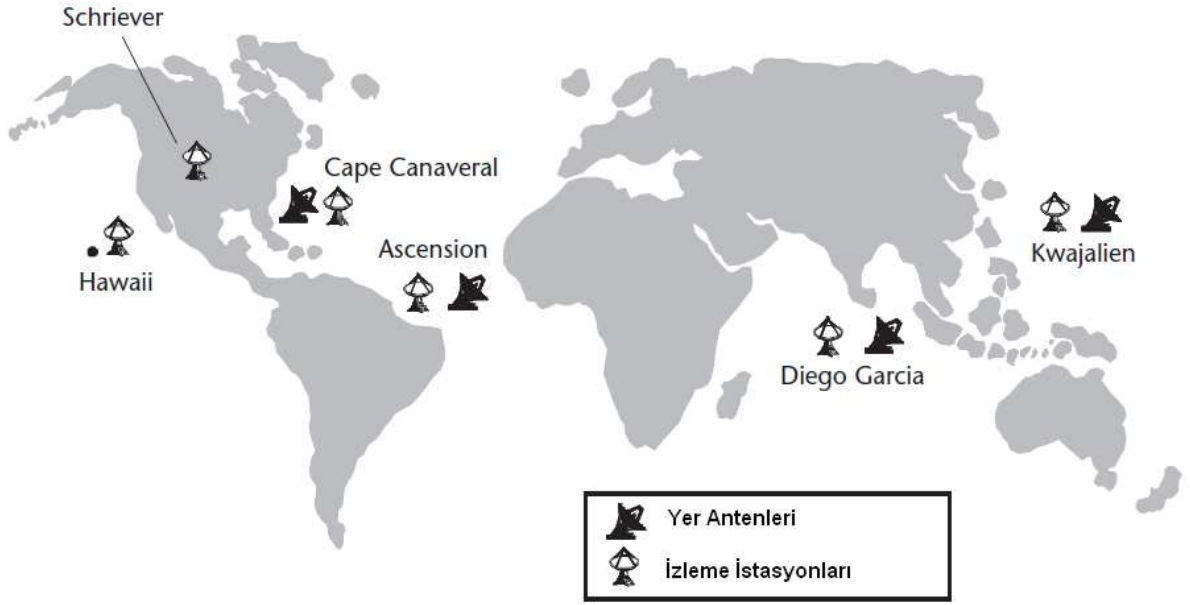 Schriever
Cape Canaveral
Ascension
Hawaii
Kwajalien
Diego Garcia
Yer Antenleri
İzleme İstasyonları